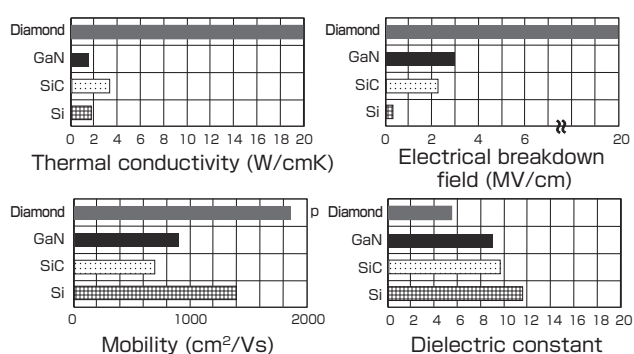 Diamond
GaN
SiC
Si
0 2 4 6 8 10 12 14 16 18 20
Thermal conductivity (W/cmK)
Diamond
GaN
SiC
Si
0 2 4 6 20
Electrical breakdown
field (MV/cm)
Diamond p
GaN
SiC
Si
0 1000 2000
Mobility (cm²/Vs)
Diamond
GaN
SiC
Si
0 2 4 6 8 10 12 14 16 18 20
Dielectric constant